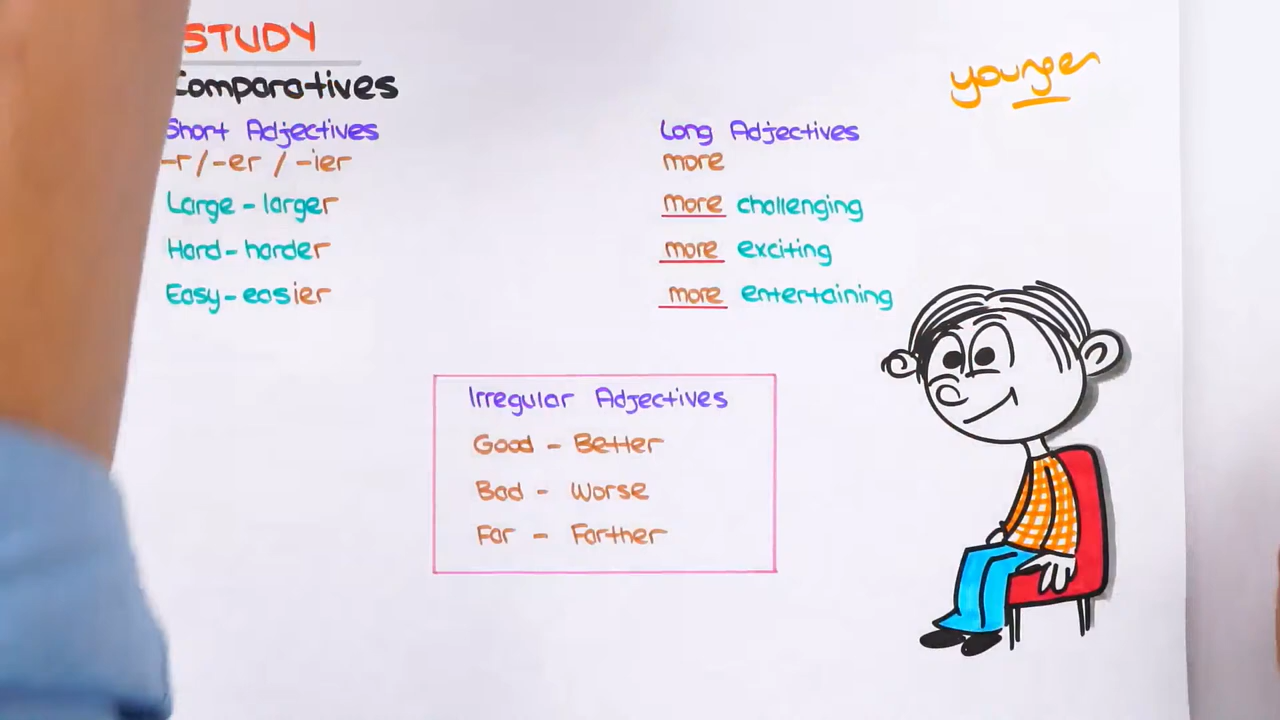 STUDY
Comparatives
younger
Short Adjectives
-r / -er / -ier
Large - larger
Hard - harder
Easy - easier
Long Adjectives
more
more challenging
more exciting
more entertaining
Irregular Adjectives
Good - Better
Bad - Worse
Far - Farther